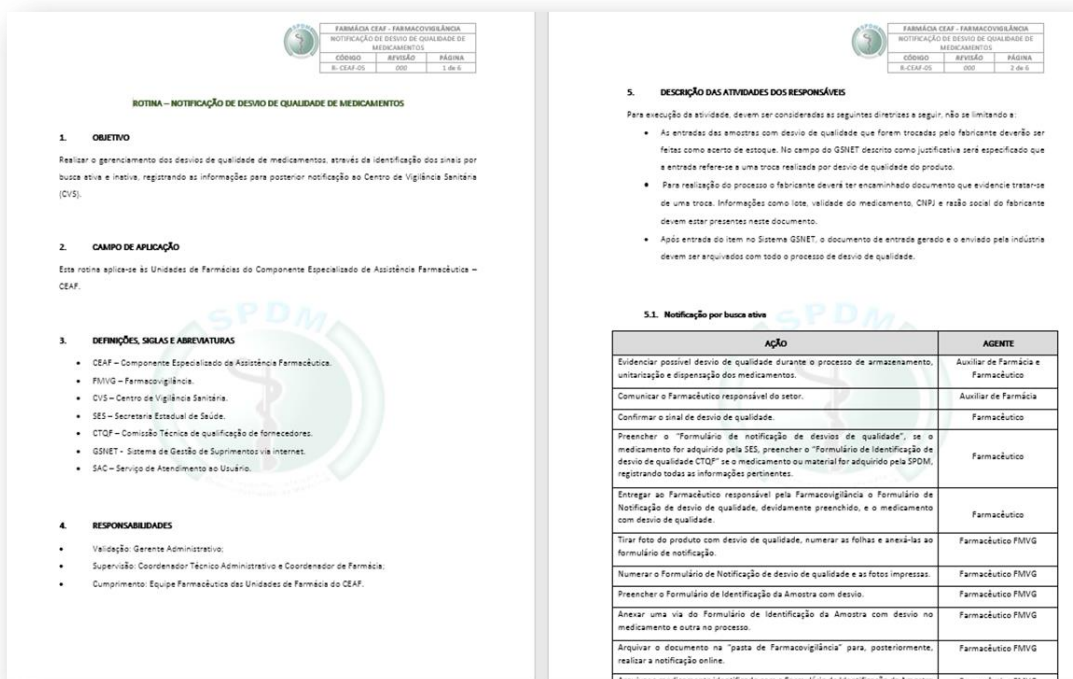 FARMÁCIA CEAF - FARMACOVIGILÂNCIA
NOTIFICAÇÃO DE DESVIO DE QUALIDADE DE
MEDICAMENTOS
CÓDIGO REVISÃO PÁGINA
R- CEAF-05 000 1 de 6
ROTINA – NOTIFICAÇÃO DE DESVIO DE QUALIDADE DE MEDICAMENTOS
1. OBJETIVO
Realizar o gerenciamento dos desvios de qualidade de medicamentos, através da identificação dos sinais por
busca ativa e inativa, registrando as informações para posterior notificação ao Centro de Vigilância Sanitária
(CVS).
2. CAMPO DE APLICAÇÃO
Esta rotina aplica-se às Unidades de Farmácias do Componente Especializado de Assistência Farmacêutica –
CEAF.
SPDM
3. DEFINIÇÕES, SIGLAS E ABREVIATURAS
• CEAF – Componente Especializado de Assistência Farmacêutica.
• FMVG – Farmacovigilância.
• CVS – Centro de Vigilância Sanitária.
• SES – Secretaria Estadual de Saúde.
• CTQF – Comissão Técnica de qualificação de fornecedores.
• GSNET - Sistema de Gestão de Suprimentos via internet.
• SAC – Serviço de Atendimento ao Usuário.
4. RESPONSABILIDADES
• Validação: Gerente Administrativo;
• Supervisão: Coordenador Técnico Administrativo e Coordenador de Farmácia;
• Cumprimento: Equipe Farmacêutica das Unidades de Farmácia do CEAF.
FARMÁCIA CEAF - FARMACOVIGILÂNCIA
NOTIFICAÇÃO DE DESVIO DE QUALIDADE DE
MEDICAMENTOS
CÓDIGO REVISÃO PÁGINA
R-CEAF-05 000 2 de 6
5. DESCRIÇÃO DAS ATIVIDADES DOS RESPONSÁVEIS
Para execução da atividade, devem ser consideradas as seguintes diretrizes a seguir, não se limitando a:
• As entradas das amostras com desvio de qualidade que forem trocadas pelo fabricante deverão ser
feitas como acerto de estoque. No campo do GSNET descrito como justificativa será especificado que
a entrada refere-se a uma troca realizada por desvio de qualidade do produto.
• Para realização do processo o fabricante deverá ter encaminhado documento que evidencie tratar-se
de uma troca. Informações como lote, validade do medicamento, CNPJ e razão social do fabricante
devem estar presentes neste documento.
• Após entrada do item no Sistema GSNET, o documento de entrada gerado e o enviado pela indústria
devem ser arquivados com todo o processo de desvio de qualidade.
SPDM
5.1. Notificação por busca ativa
AÇÃO AGENTE
Evidenciar possível desvio de qualidade durante o processo de armazenamento, Auxiliar de Farmácia e
unitarização e dispensação dos medicamentos. Farmacêutico
Comunicar o Farmacêutico responsável do setor. Auxiliar de Farmácia
Confirmar o sinal de desvio de qualidade. Farmacêutico
Preencher o “Formulário de notificação de desvios de qualidade”, se o
medicamento for adquirido pela SES, preencher o “Formulário de Identificação de
desvio de qualidade CTQF” se o medicamento ou material for adquirido pela SPDM, Farmacêutico
registrando todas as informações pertinentes.
Entregar ao Farmacêutico responsável pela Farmacovigilância o Formulário de
Notificação de desvio de qualidade, devidamente preenchido, e o medicamento Farmacêutico
com desvio de qualidade.
Tirar foto do produto com desvio de qualidade, numerar as folhas e anexá-las ao Farmacêutico FMVG
formulário de notificação.
Numerar o Formulário de Notificação de desvio de qualidade e as fotos impressas. Farmacêutico FMVG
Preencher o Formulário de Identificação da Amostra com desvio. Farmacêutico FMVG
Anexar uma via do Formulário de Identificação da Amostra com desvio no Farmacêutico FMVG
medicamento e outra no processo.
Arquivar o documento na “pasta de Farmacovigilância” para, posteriormente, Farmacêutico FMVG
realizar a notificação online.